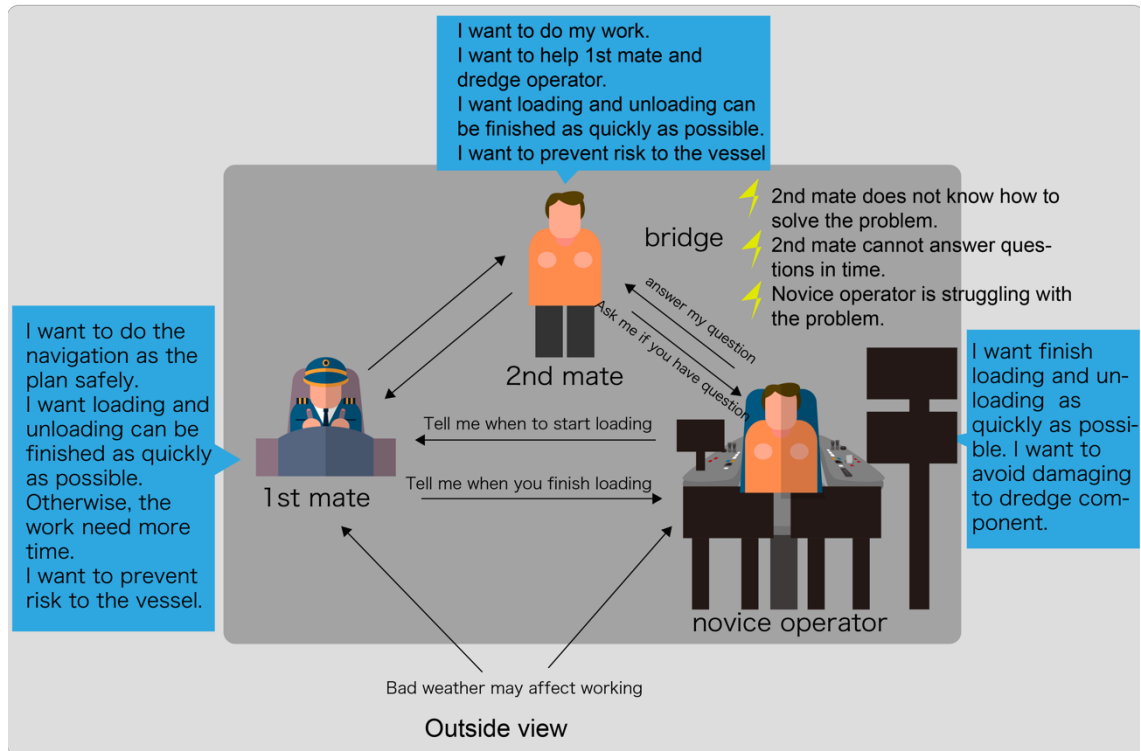 I want to do my work.
I want to help 1st mate and
dredge operator.
I want loading and unloading can
be finished as quickly as possible.
I want to prevent risk to the vessel
2nd mate does not know how to
solve the problem.
2nd mate cannot answer ques-
tions in time.
Novice operator is struggling with
the problem.
bridge
answer my question
Ask me if you have question
2nd mate
I want to do the
navigation as the
plan safely.
I want loading and
unloading can be
finished as quickly
as possible.
Otherwise, the
work need more
time.
I want to prevent
risk to the vessel.
Tell me when to start loading
Tell me when you finish loading
1st mate
I want finish
loading and un-
loading as
quickly as possi-
ble. I want to
avoid damaging
to dredge com-
ponent.
novice operator
Bad weather may affect working
Outside view